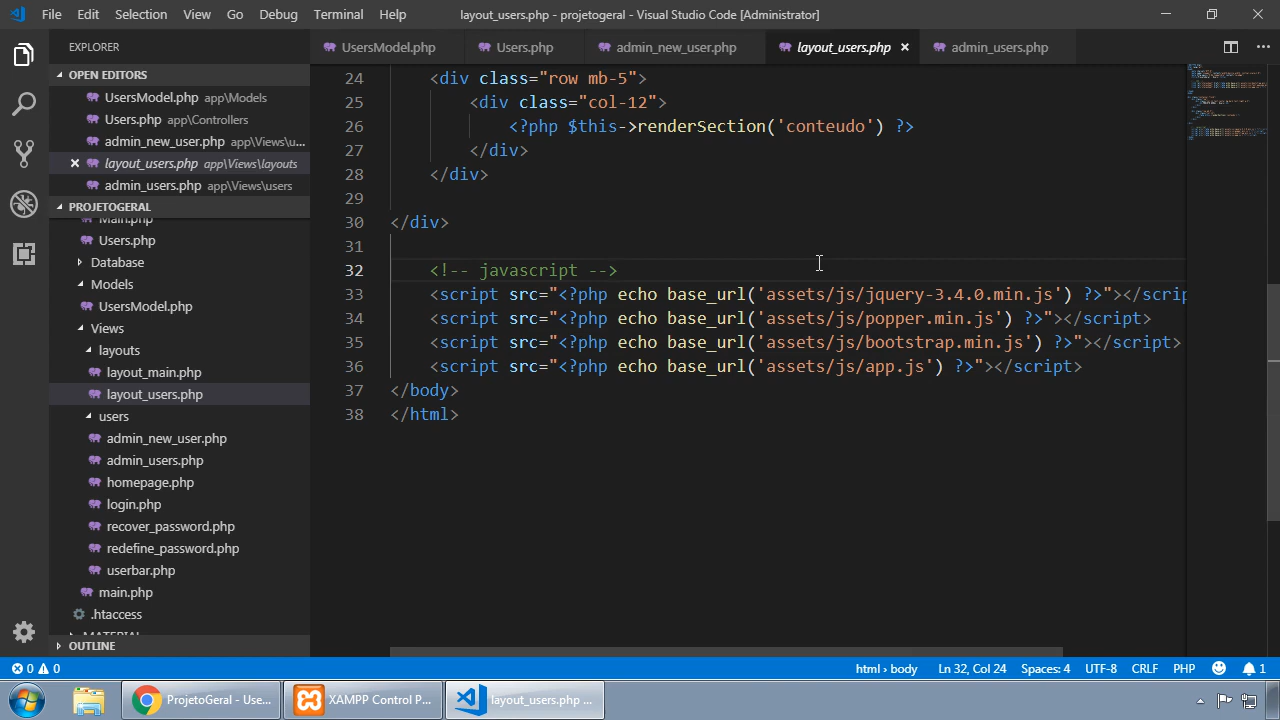 File Edit Selection View Go Debug Terminal Help layout_users.php - projetogeral - Visual Studio Code [Administrator]
EXPLORER
UsersModel.php Users.php admin_new_user.php layout_users.php admin_users.php
OPEN EDITORS
UsersModel.php app\Models
Users.php app\Controllers
admin_new_user.php app\Views\u...
layout_users.php app\Views\layouts
admin_users.php app\Views\users
PROJETOGERAL
Main.php
Users.php
Database
Models
UsersModel.php
Views
layouts
layout_main.php
layout_users.php
users
admin_new_user.php
admin_users.php
homepage.php
login.php
recover_password.php
redefine_password.php
userbar.php
main.php
.htaccess
MATERIAL
OUTLINE
24 <div class="row mb-5">
25 <div class="col-12">
26 <?php $this->renderSection('conteudo') ?>
27 </div>
28 </div>
29
30 </div>
31
32 <!-- javascript -->
33 <script src="<?php echo base_url('assets/js/jquery-3.4.0.min.js') ?>"></scrip
34 <script src="<?php echo base_url('assets/js/popper.min.js') ?>"></script>
35 <script src="<?php echo base_url('assets/js/bootstrap.min.js') ?>"></script>
36 <script src="<?php echo base_url('assets/js/app.js') ?>"></script>
37 </body>
38 </html>
0 0 html › body Ln 32, Col 24 Spaces: 4 UTF-8 CRLF PHP 1
ProjetoGeral - Use... XAMPP Control P... layout_users.php ...